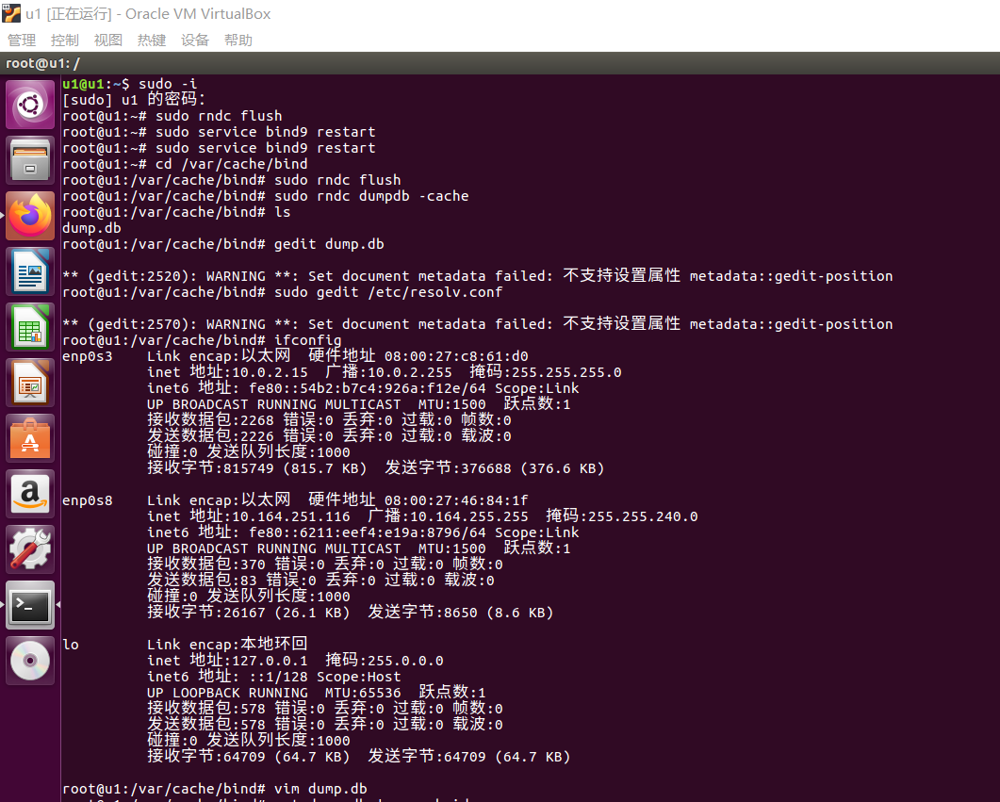 u1 [正在运行] - Oracle VM VirtualBox
管理 控制 视图 热键 设备 帮助
root@u1: /
u1@u1:~$ sudo -i
[sudo] u1 的密码：
root@u1:~# sudo rndc flush
root@u1:~# sudo service bind9 restart
root@u1:~# sudo service bind9 restart
root@u1:~# cd /var/cache/bind
root@u1:/var/cache/bind# sudo rndc flush
root@u1:/var/cache/bind# sudo rndc dumpdb -cache
root@u1:/var/cache/bind# ls
dump.db
root@u1:/var/cache/bind# gedit dump.db
** (gedit:2520): WARNING **: Set document metadata failed: 不支持设置属性 metadata::gedit-position
root@u1:/var/cache/bind# sudo gedit /etc/resolv.conf
** (gedit:2570): WARNING **: Set document metadata failed: 不支持设置属性 metadata::gedit-position
root@u1:/var/cache/bind# ifconfig
enp0s3 Link encap:以太网 硬件地址 08:00:27:c8:61:d0
inet 地址:10.0.2.15 广播:10.0.2.255 掩码:255.255.255.0
inet6 地址: fe80::54b2:b7c4:926a:f12e/64 Scope:Link
UP BROADCAST RUNNING MULTICAST MTU:1500 跃点数:1
接收数据包:2268 错误:0 丢弃:0 过载:0 帧数:0
发送数据包:2226 错误:0 丢弃:0 过载:0 载波:0
碰撞:0 发送队列长度:1000
接收字节:815749 (815.7 KB) 发送字节:376688 (376.6 KB)
enp0s8 Link encap:以太网 硬件地址 08:00:27:46:84:1f
inet 地址:10.164.251.116 广播:10.164.255.255 掩码:255.255.240.0
inet6 地址: fe80::6211:eef4:e19a:8796/64 Scope:Link
UP BROADCAST RUNNING MULTICAST MTU:1500 跃点数:1
接收数据包:370 错误:0 丢弃:0 过载:0 帧数:0
发送数据包:83 错误:0 丢弃:0 过载:0 载波:0
碰撞:0 发送队列长度:1000
接收字节:26167 (26.1 KB) 发送字节:8650 (8.6 KB)
lo Link encap:本地环回
inet 地址:127.0.0.1 掩码:255.0.0.0
inet6 地址: ::1/128 Scope:Host
UP LOOPBACK RUNNING MTU:65536 跃点数:1
接收数据包:578 错误:0 丢弃:0 过载:0 帧数:0
发送数据包:578 错误:0 丢弃:0 过载:0 载波:0
碰撞:0 发送队列长度:1000
接收字节:64709 (64.7 KB) 发送字节:64709 (64.7 KB)
root@u1:/var/cache/bind# vim dump.db